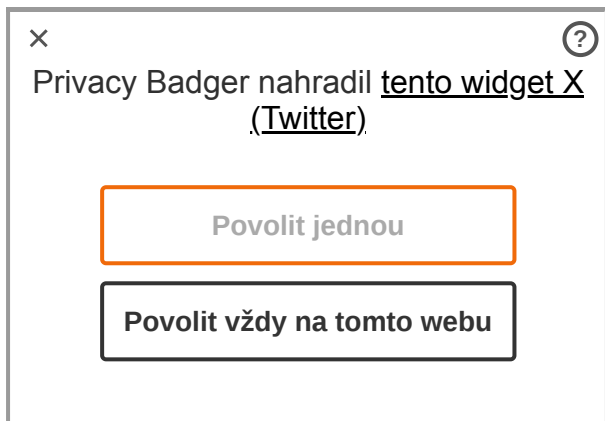 ×
?
Privacy Badger nahradil tento widget X
(Twitter)
Povolit jednou
Povolit vždy na tomto webu